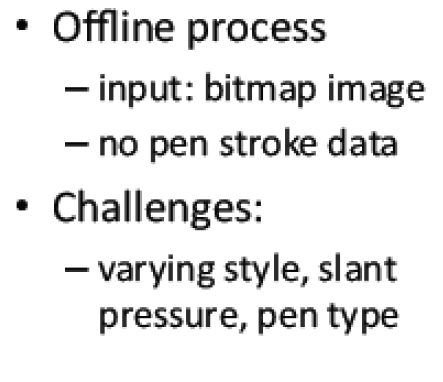 • Offline process
– input: bitmap image
– no pen stroke data
• Challenges:
– varying style, slant
pressure, pen type